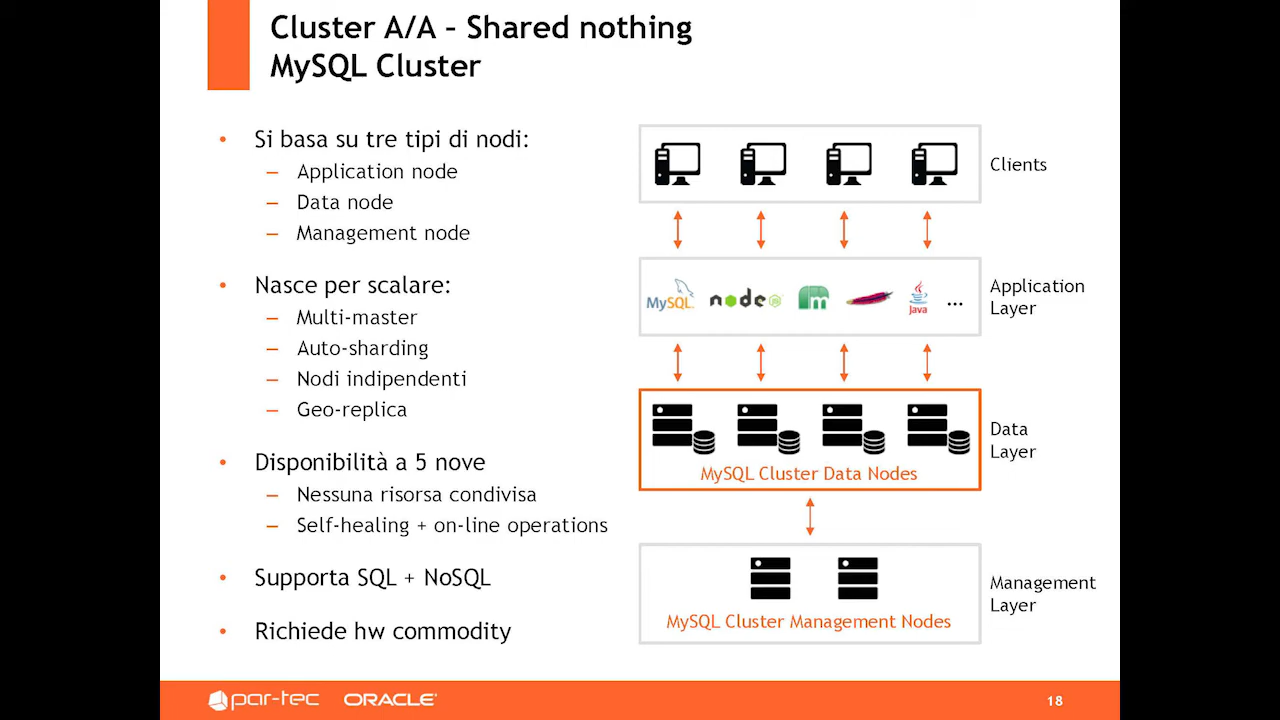 Cluster A/A – Shared nothing
MySQL Cluster
• Si basa su tre tipi di nodi:
– Application node
– Data node
– Management node
• Nasce per scalare:
– Multi-master
– Auto-sharding
– Nodi indipendenti
– Geo-replica
• Disponibilità a 5 nove
– Nessuna risorsa condivisa
– Self-healing + on-line operations
• Supporta SQL + NoSQL
• Richiede hw commodity
Clients
MySQL node JS m Java ...
Application
Layer
Data
Layer
MySQL Cluster Data Nodes
Management
Layer
MySQL Cluster Management Nodes
par-tec ORACLE
18